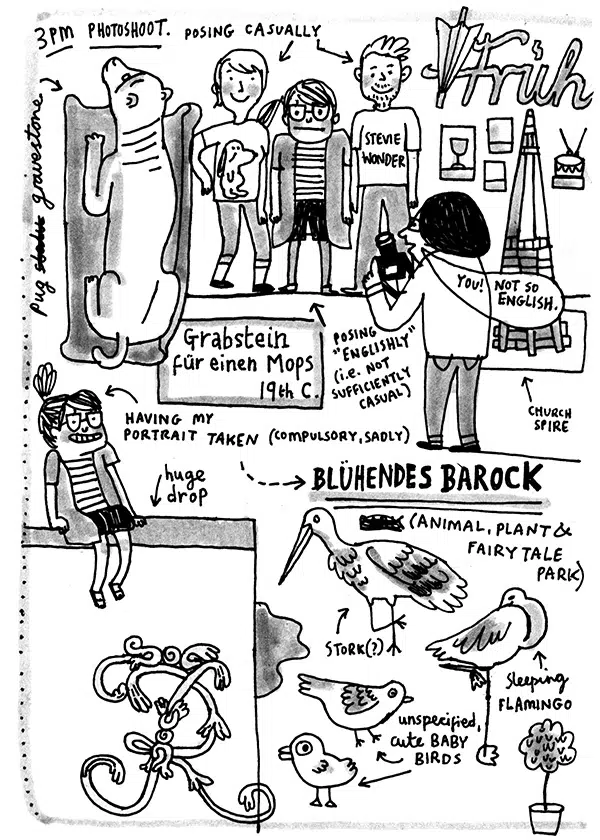 3PM PHOTOSHOOT.
POSING CASUALLY
Früh
pug gravestone
STEVIE
WONDER
YOU! NOT SO
ENGLISH.
Grabstein
für einen Mops
19th C.
POSING
"ENGLISHLY"
(i.e. NOT
SUFFICIENTLY
CASUAL)
CHURCH
SPIRE
HAVING MY
PORTRAIT TAKEN (COMPULSORY, SADLY)
huge
drop
BLÜHENDES BAROCK
(ANIMAL, PLANT &
FAIRY TALE
PARK)
STORK(?)
Sleeping
FLAMINGO
unspecified,
cute BABY
BIRDS